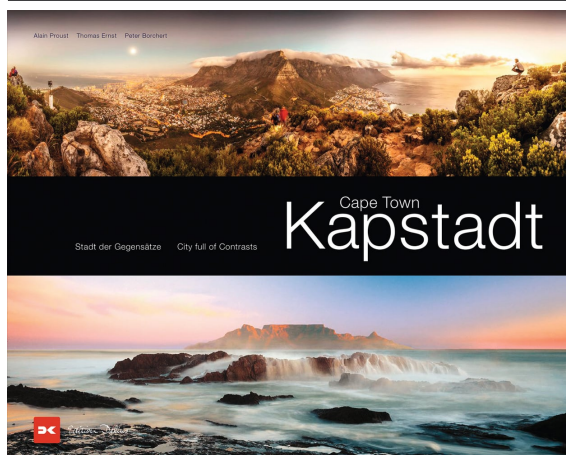 Alain Proust Thomas Ernst Peter Borchert
Cape Town
Kapstadt
Stadt der Gegensätze City full of Contrasts